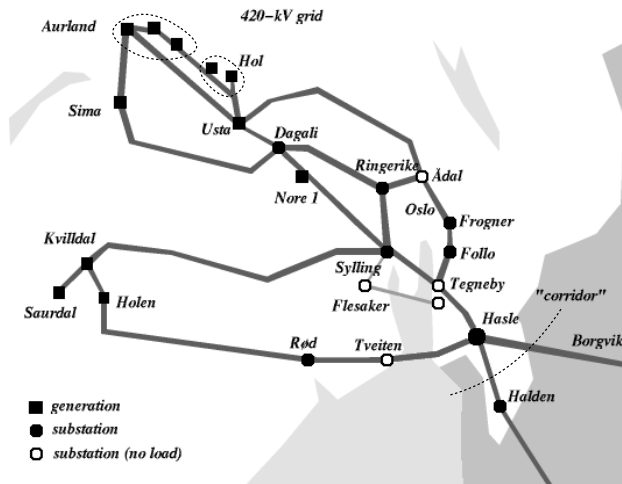 420-kV grid
Aurland
Hol
Sima
Usta
Dagali
Ringerike
Ådal
Nore 1
Oslo
Frogner
Kvilldal
Follo
Sylling
Tegneby
Saurdal
Holen
Flesaker
"corridor"
Hasle
Rød
Tveiten
Borgvik
Halden
generation
substation
substation (no load)